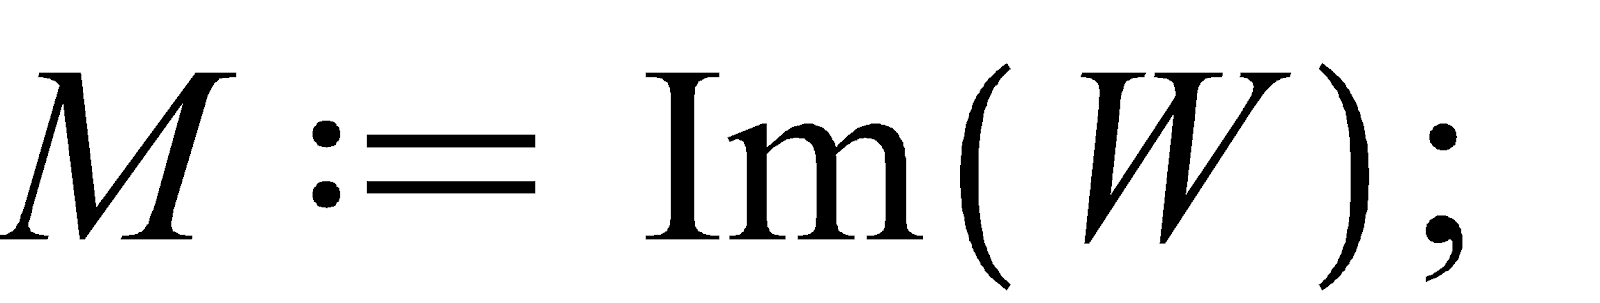 M := Im(W);